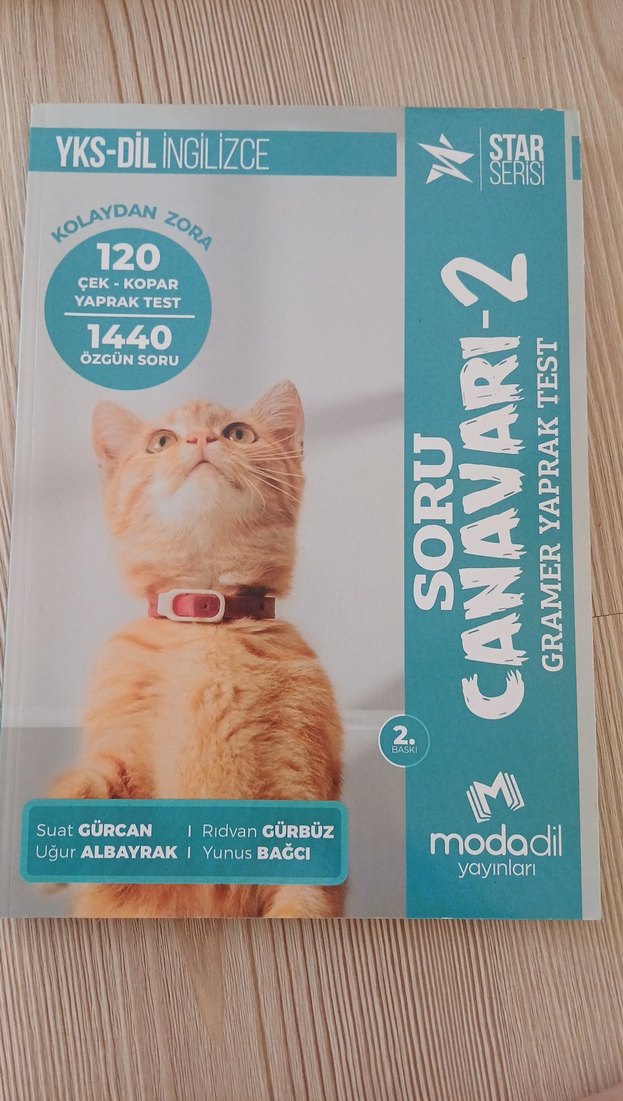 YKS-DİL İNGİLİZCE
STAR
SERİSİ
KOLAYDAN ZORA
120
ÇEK - KOPAR
YAPRAK TEST
1440
ÖZGÜN SORU
SORU
CANAVARI-2
GRAMER YAPRAK TEST
2.
BASKI
Suat GÜRCAN | Rıdvan GÜRBÜZ
Uğur ALBAYRAK | Yunus BAĞCI
modadil
yayınları